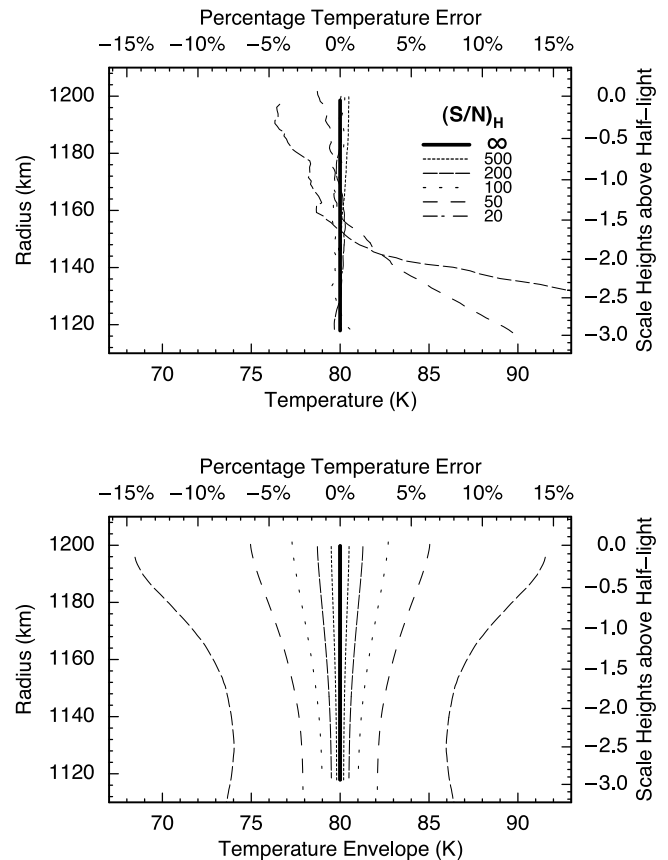 Percentage Temperature Error
−15% −10% −5% 0% 5% 10% 15%
Radius (km)
1200
1180
1160
1140
1120
(S/N)H
∞
500
200
100
50
20
0.0
−0.5
−1.0
−1.5
−2.0
−2.5
−3.0
Scale Heights above Half−light
70 75 80 85 90
Temperature (K)
Percentage Temperature Error
−15% −10% −5% 0% 5% 10% 15%
Radius (km)
1200
1180
1160
1140
1120
0.0
−0.5
−1.0
−1.5
−2.0
−2.5
−3.0
Scale Heights above Half−light
70 75 80 85 90
Temperature Envelope (K)